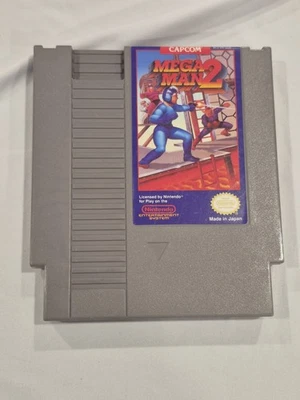 CAPCOM
MEGA
MAN 2
Licensed by Nintendo
for Play on the
Nintendo
ENTERTAINMENT
SYSTEM
Made in Japan